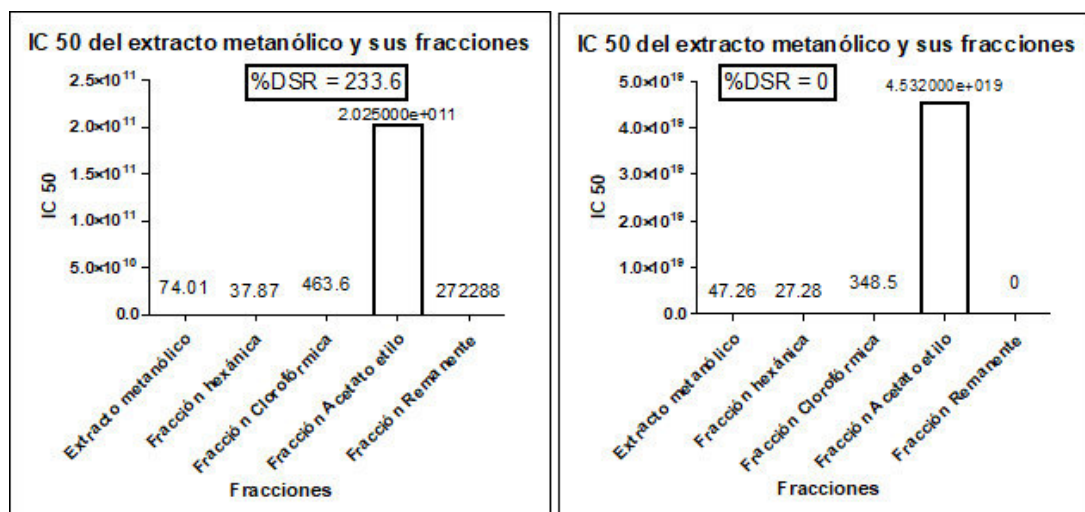 IC 50 del extracto metanólico y sus fracciones
%DSR = 233.6
2.025000e+011
2.5×10¹¹
2.0×10¹¹
1.5×10¹¹
1.0×10¹¹
5.0×10¹⁰
0.0
IC 50
74.01
37.87
463.6
272288
Extracto metanólico
Fracción hexánica
Fracción Clorofórmica
Fracción Acetato etilo
Fracción Remanente
Fracciones
IC 50 del extracto metanólico y sus fracciones
%DSR = 0
4.532000e+019
5.0×10¹⁹
4.0×10¹⁹
3.0×10¹⁹
2.0×10¹⁹
1.0×10¹⁹
0.0
IC 50
47.26
27.28
348.5
0
Extracto metanólico
Fracción hexánica
Fracción Clorofórmica
Fracción Acetato etilo
Fracción Remanente
Fracciones